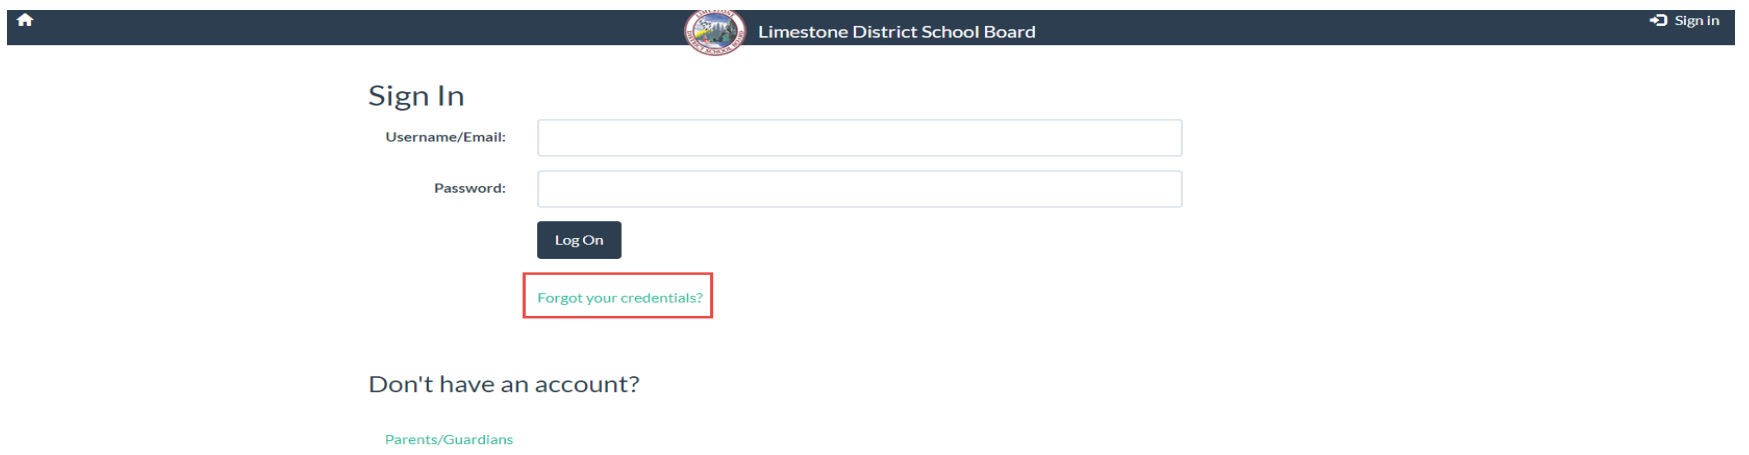 Limestone District School Board
Sign in
Sign In
Username/Email:
Password:
Log On
Forgot your credentials?
Don't have an account?
Parents/Guardians